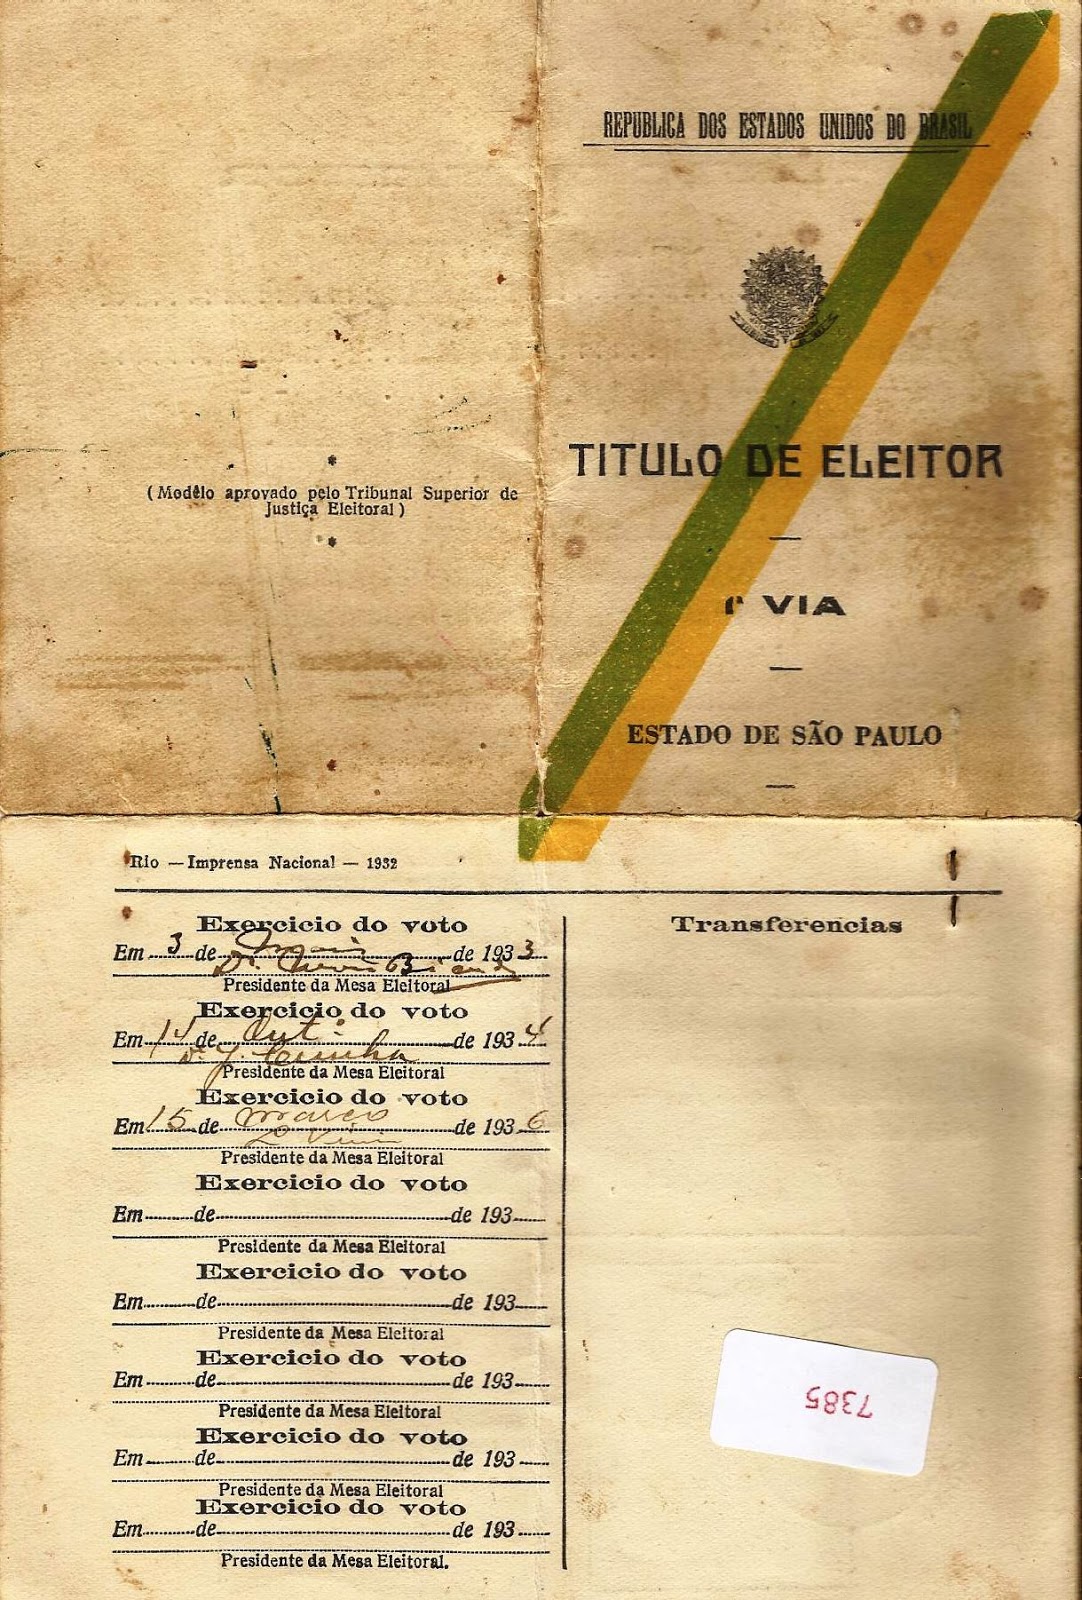 REPUBLICA DOS ESTADOS UNIDOS DO BRASIL
TITULO DE ELEITOR
1ª VIA
ESTADO DE SÃO PAULO
*
(Modêlo aprovado pelo Tribunal Superior de
Justiça Eleitoral)
*
Rio — Imprensa Nacional — 1932
Exercicio do voto
Em 3 de Maio de 1933
Dr.
Presidente da Mesa Eleitoral
Exercicio do voto
Em 14 de Out: de 1934
Dr. J. Cunha
Presidente da Mesa Eleitoral
Exercicio do voto
Em 15 de Março de 1936
Presidente da Mesa Eleitoral
Exercicio do voto
Em de de 193
Presidente da Mesa Eleitoral
Exercicio do voto
Em de de 193
Presidente da Mesa Eleitoral
Exercicio do voto
Em de de 193
Presidente da Mesa Eleitoral
Exercicio do voto
Em de de 193
Presidente da Mesa Eleitoral
Exercicio do voto
Em de de 193
Presidente da Mesa Eleitoral.
Transferencias
7385